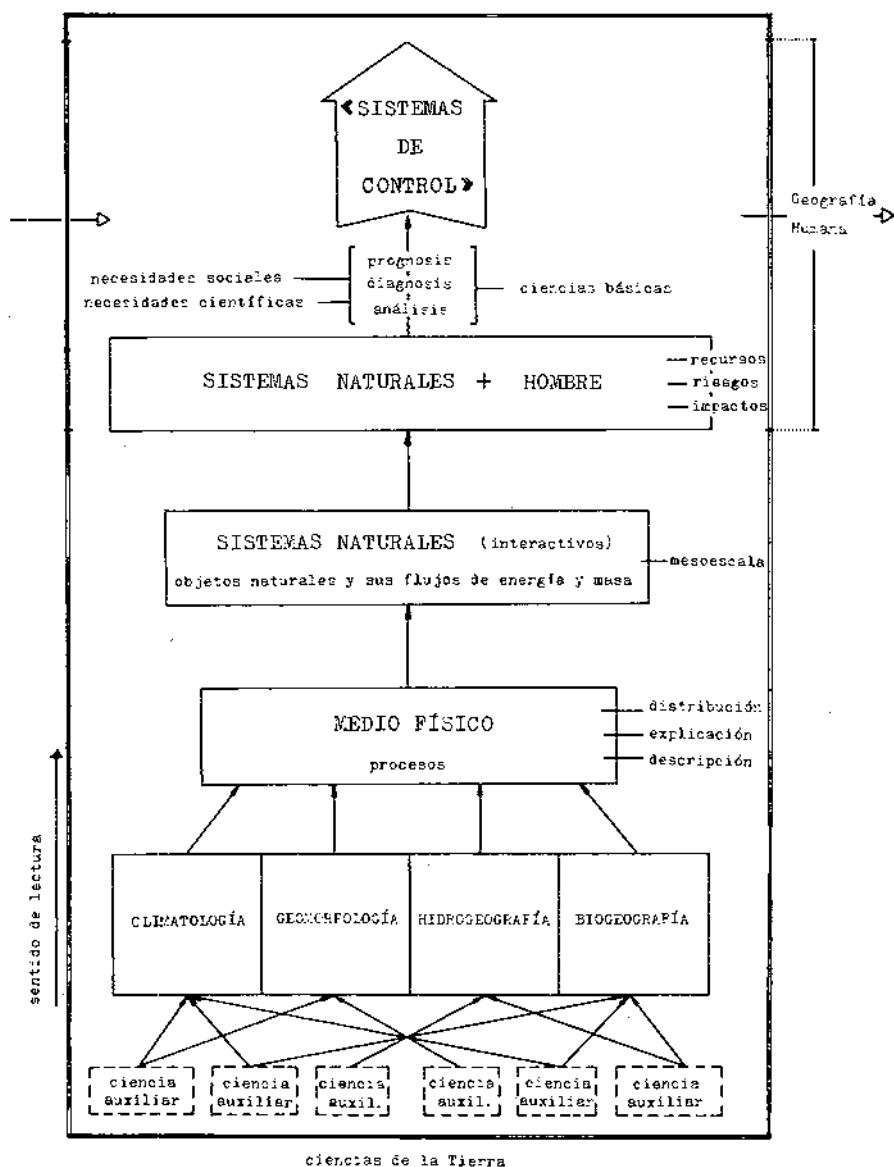 « SISTEMAS
DE
CONTROL »
Geografía
Humana
necesidades sociales
necesidades científicas
prognosis
diagnosis
análisis
ciencias básicas
SISTEMAS NATURALES + HOMBRE
recursos
riesgos
impactos
SISTEMAS NATURALES (interactivos)
objetos naturales y sus flujos de energía y masa
mesoescala
MEDIO FÍSICO
procesos
distribución
explicación
descripción
sentido de lectura
CLIMATOLOGÍA
GEOMORFOLOGÍA
HIDROGEOGRAFÍA
BIOGEOGRAFÍA
ciencia
auxiliar
ciencia
auxiliar
ciencia
auxil.
ciencia
auxil.
ciencia
auxiliar
ciencia
auxiliar
ciencias de la Tierra